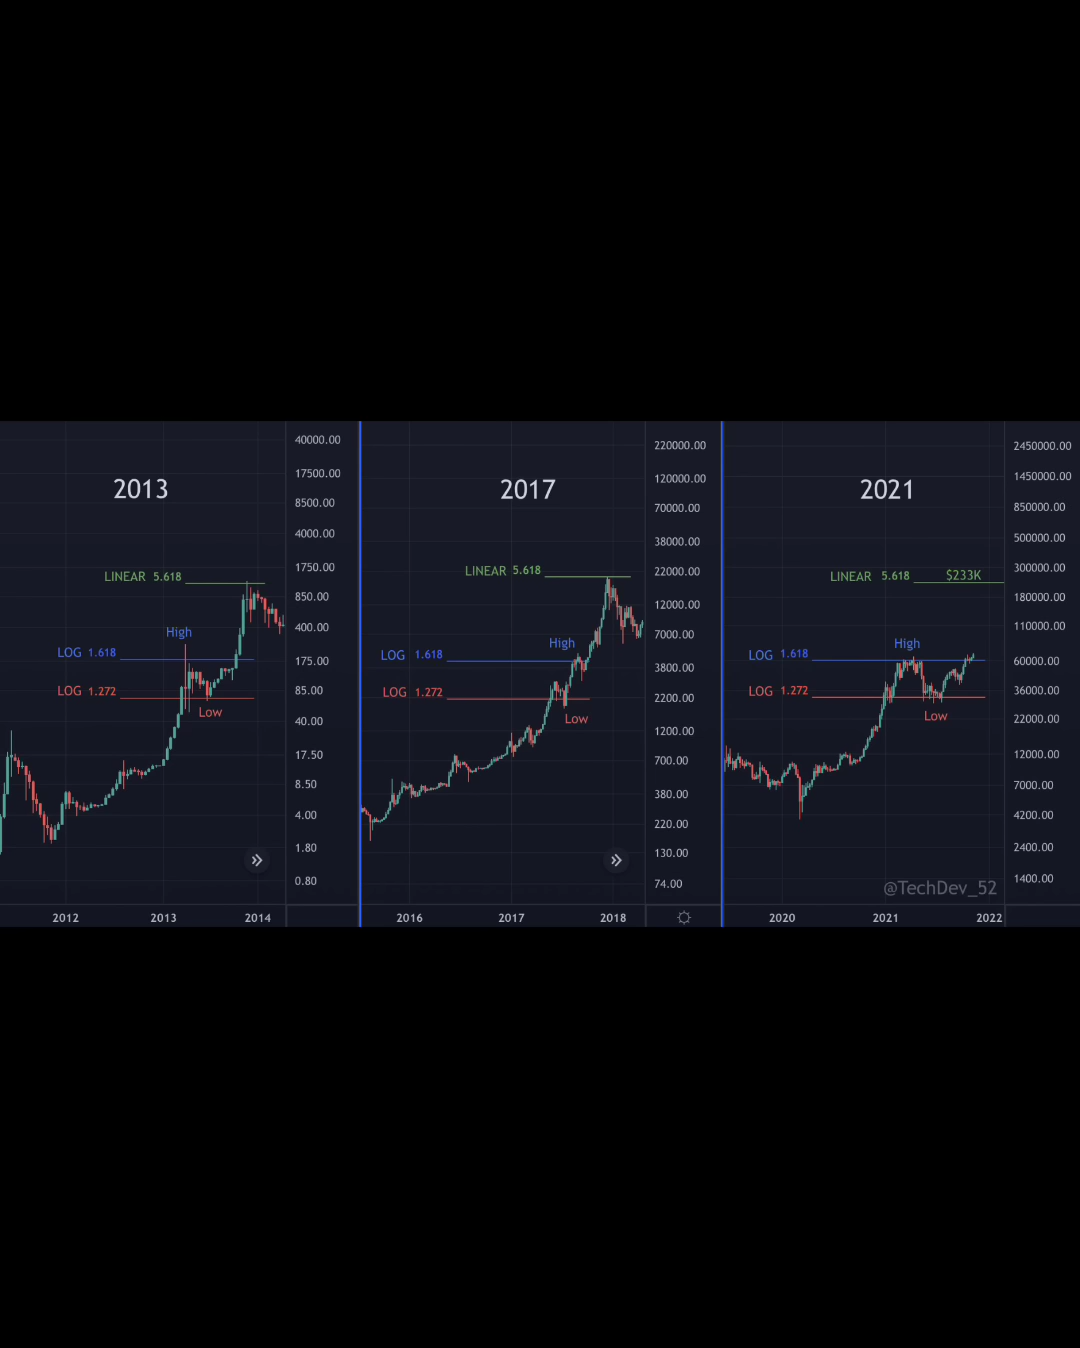 2013
LINEAR 5.618
High
LOG 1.618
LOG 1.272
Low
40000.00
17500.00
8500.00
4000.00
1750.00
850.00
400.00
175.00
85.00
40.00
17.50
8.50
4.00
1.80
0.80
2012 2013 2014
2017
LINEAR 5.618
High
LOG 1.618
LOG 1.272
Low
220000.00
120000.00
70000.00
38000.00
22000.00
12000.00
7000.00
3800.00
2200.00
1200.00
700.00
380.00
220.00
130.00
74.00
2016 2017 2018
2021
LINEAR 5.618 $233K
High
LOG 1.618
LOG 1.272
Low
2450000.00
1450000.00
850000.00
500000.00
300000.00
180000.00
110000.00
60000.00
36000.00
22000.00
12000.00
7000.00
4200.00
2400.00
1400.00
@TechDev_52
2020 2021 2022